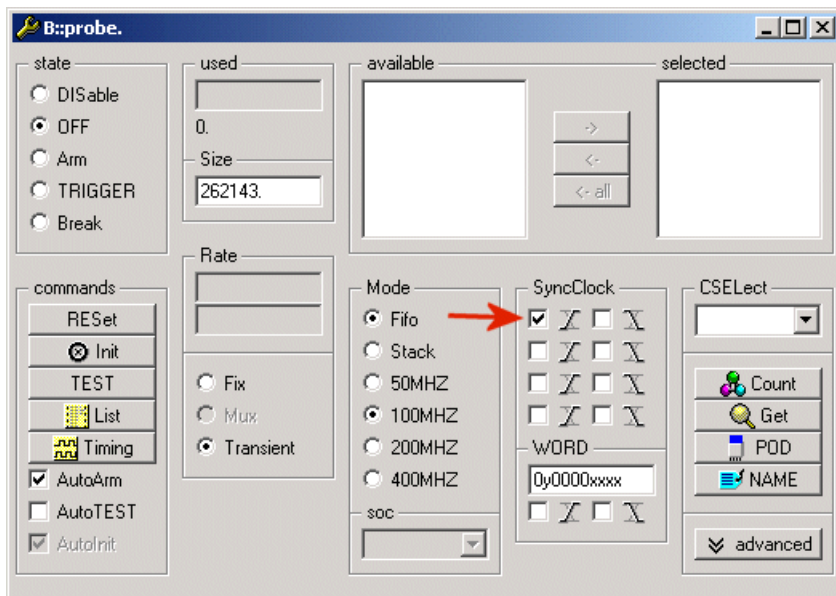 B::probe.
state
DISable
OFF
Arm
TRIGGER
Break
used
0.
Size
262143.
available
selected
->
<-
<- all
commands
RESet
Init
TEST
List
Timing
AutoArm
AutoTEST
AutoInit
Rate
Fix
Mux
Transient
Mode
Fifo
Stack
50MHZ
100MHZ
200MHZ
400MHZ
soc
SyncClock
WORD
0y0000xxxx
CSELect
Count
Get
POD
NAME
advanced